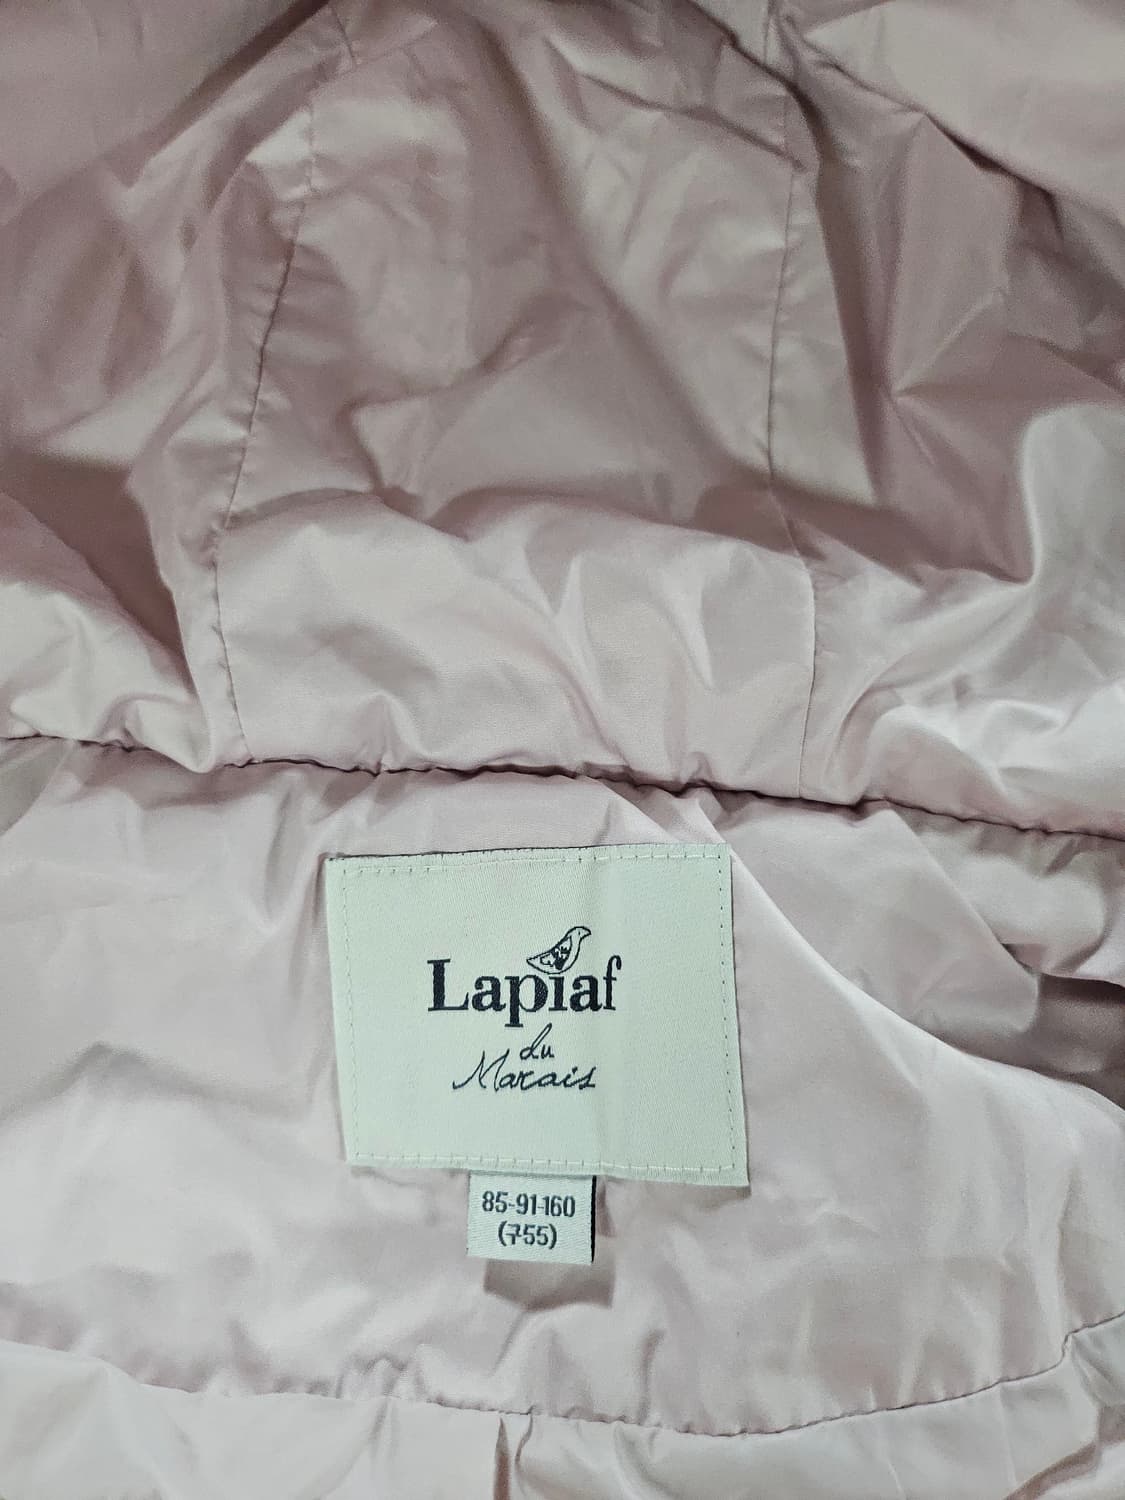 Lapiaf
du
Marais
85-91-160
(755)